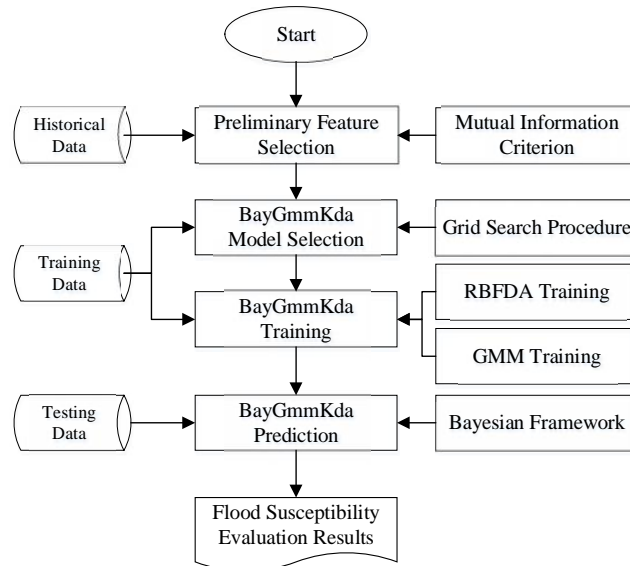 Start
Historical
Data
Preliminary Feature
Selection
Mutual Information
Criterion
BayGmmKda
Model Selection
Grid Search Procedure
Training
Data
BayGmmKda
Training
RBFDA Training
GMM Training
Testing
Data
BayGmmKda
Prediction
Bayesian Framework
Flood Susceptibility
Evaluation Results